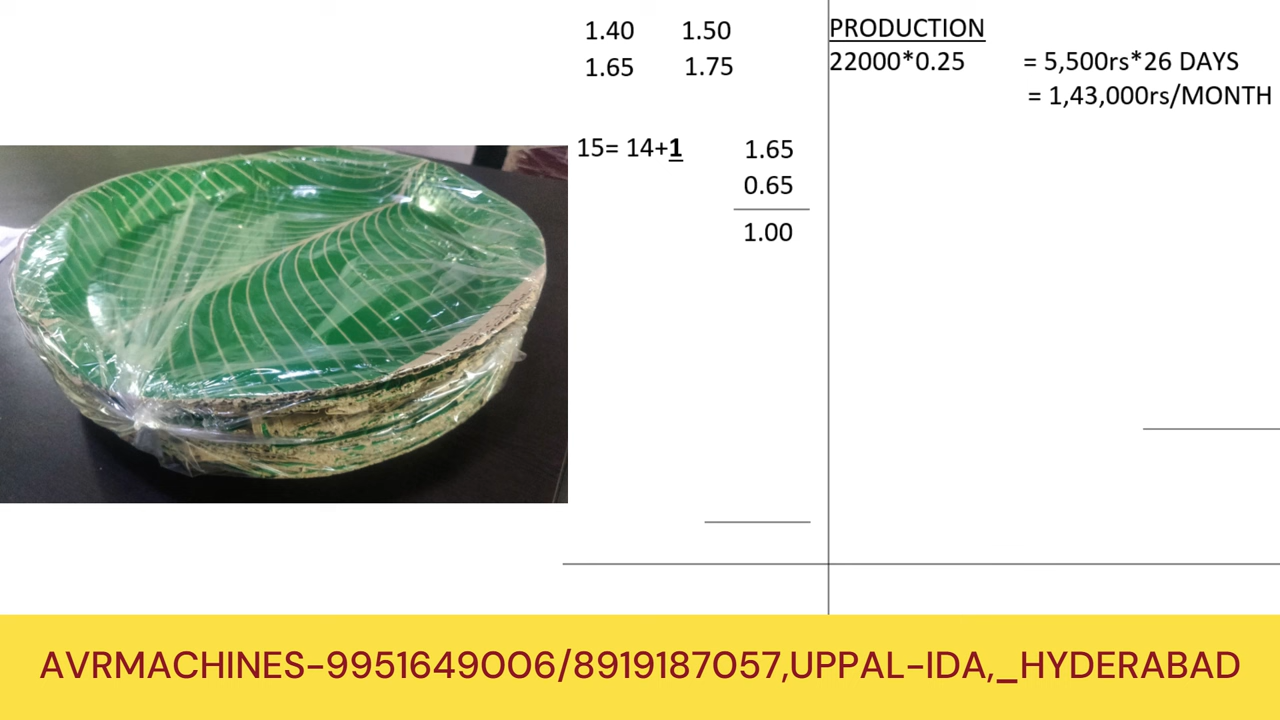 1.40 1.50
1.65 1.75
15= 14+1 1.65
0.65
1.00
PRODUCTION
22000*0.25 = 5,500rs*26 DAYS
= 1,43,000rs/MONTH
AVRMACHINES-9951649006/8919187057,UPPAL-IDA,_HYDERABAD